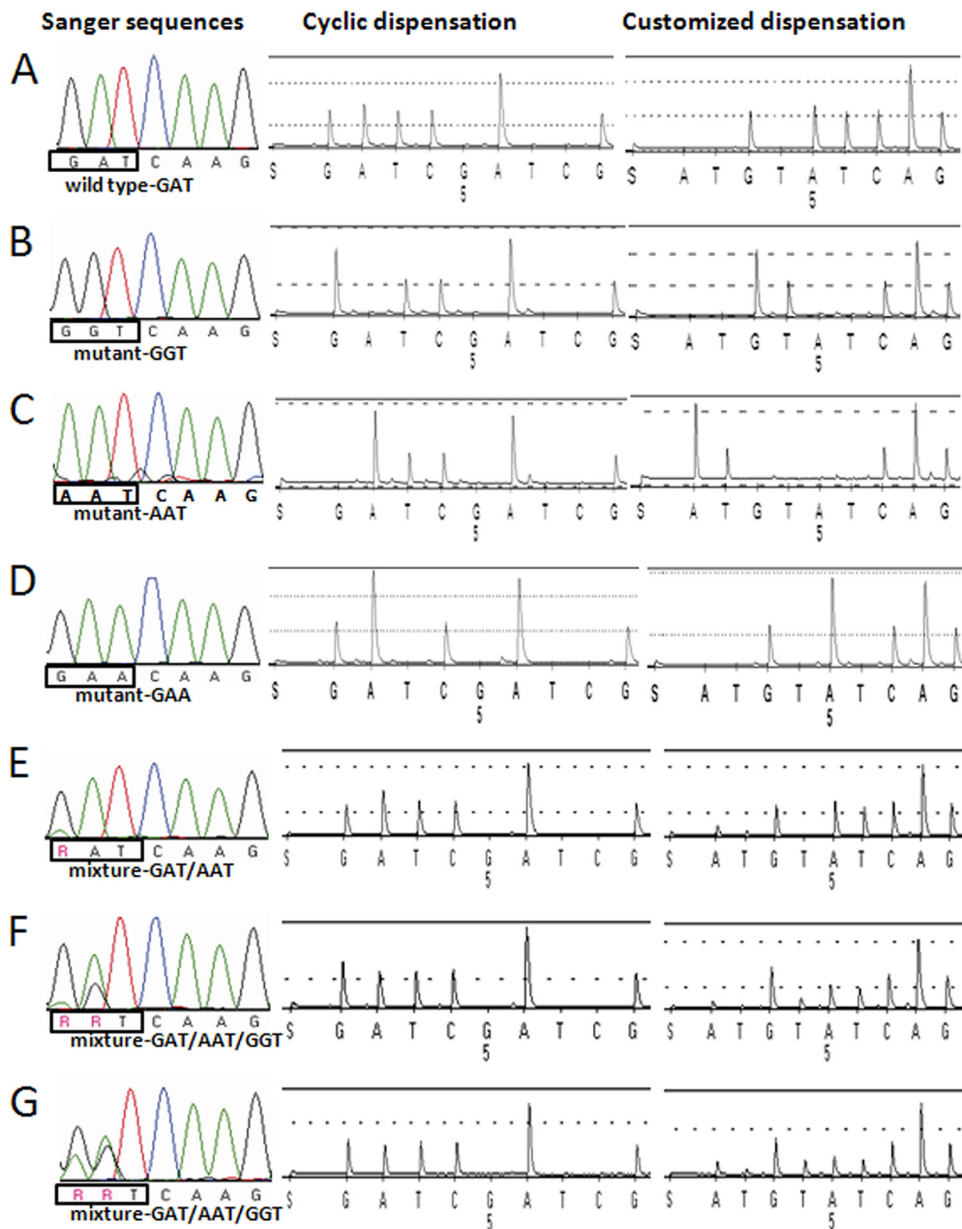 Sanger sequences Cyclic dispensation Customized dispensation
A
G A T C A A G
wild type-GAT
S G A T C G A T C G
5
S A T G T A T C A G
5
B
G G T C A A G
mutant-GGT
S G A T C G A T C G
5
S A T G T A T C A G
5
C
A A T C A A G
mutant-AAT
S G A T C G A T C G
5
S A T G T A T C A G
5
D
G A A C A A G
mutant-GAA
S G A T C G A T C G
5
S A T G T A T C A G
5
E
R A T C A A G
mixture-GAT/AAT
S G A T C G A T C G
5
S A T G T A T C A G
5
F
R R T C A A G
mixture-GAT/AAT/GGT
S G A T C G A T C G
5
S A T G T A T C A G
5
G
R R T C A A G
mixture-GAT/AAT/GGT
S G A T C G A T C G
5
S A T G T A T C A G
5